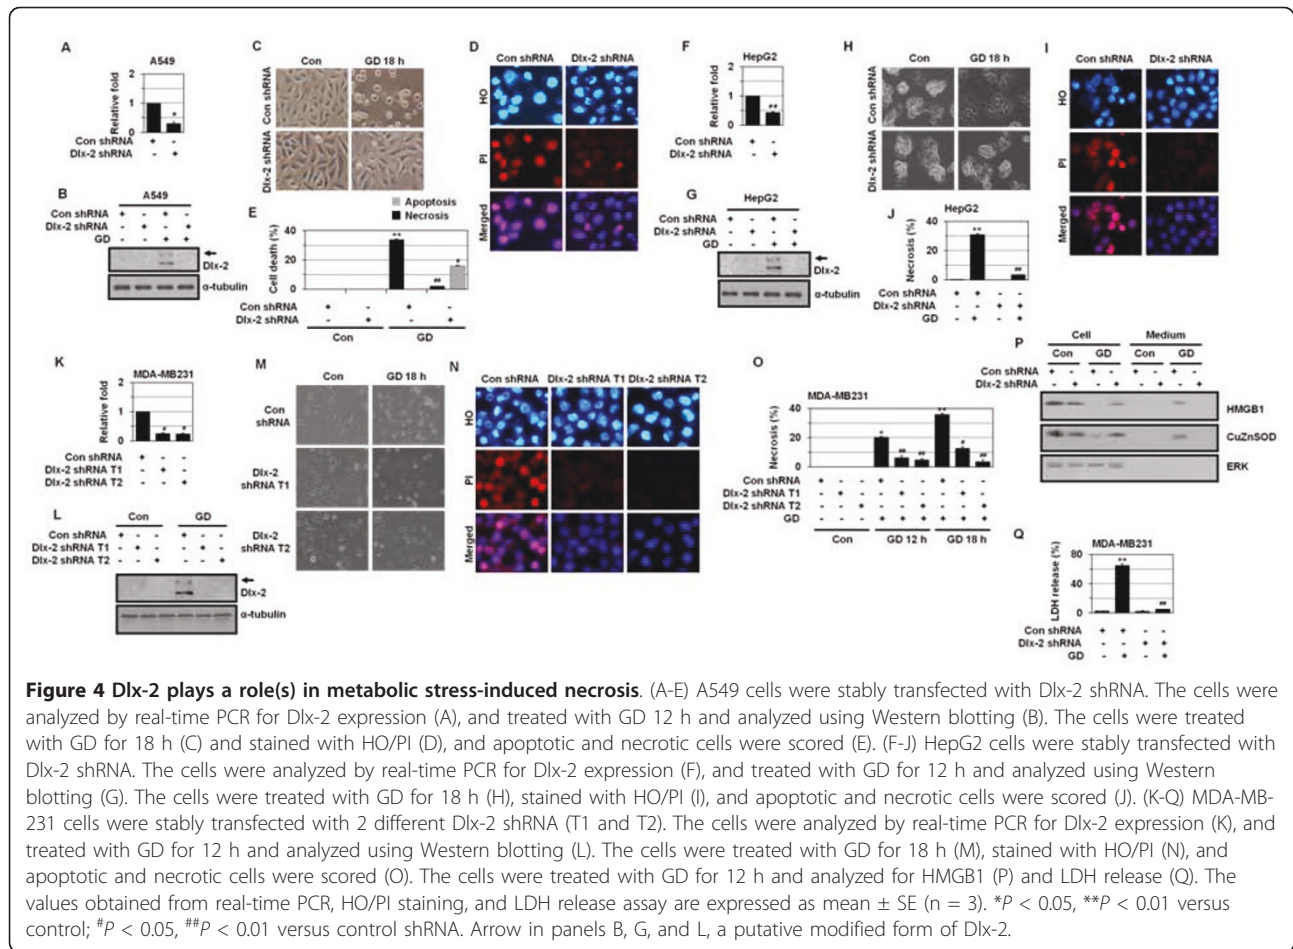 A
A549
Relative fold
2
1
0
Con shRNA + -
Dlx-2 shRNA - +
#
B
A549
Con shRNA + - + -
Dlx-2 shRNA - + - +
GD - - + +
Dlx-2
α-tubulin
C
Con GD 18 h
Con shRNA
Dlx-2 shRNA
D
Con shRNA Dlx-2 shRNA
HO
PI
Merged
E
Apoptosis
Necrosis
Cell death (%)
40
20
0
** ## #
Con shRNA + - + -
Dlx-2 shRNA - + - +
Con GD
F
HepG2
Relative fold
2
1
0
##
Con shRNA + -
Dlx-2 shRNA - +
G
HepG2
Con shRNA + - + -
Dlx-2 shRNA - + - +
GD - - + +
Dlx-2
α-tubulin
H
Con GD 18 h
Con shRNA
Dlx-2 shRNA
I
Con shRNA Dlx-2 shRNA
HO
PI
Merged
J
HepG2
Necrosis (%)
40
20
0
** ##
Con shRNA + + - -
Dlx-2 shRNA - - + +
GD - + - +
K
MDA-MB231
Relative fold
2
1
0
# #
Con shRNA + - -
Dlx-2 shRNA T1 - + -
Dlx-2 shRNA T2 - - +
L
Con GD
Con shRNA + - - + - -
Dlx-2 shRNA T1 - + - - + -
Dlx-2 shRNA T2 - - + - - +
Dlx-2
α-tubulin
M
Con GD 18 h
Con shRNA
Dlx-2 shRNA T1
Dlx-2 shRNA T2
N
Con shRNA Dlx-2 shRNA T1 Dlx-2 shRNA T2
HO
PI
Merged
O
MDA-MB231
Necrosis (%)
40
20
0
* ## ## ** # ##
Con shRNA + - - + - - + - -
Dlx-2 shRNA T1 - + - - + - - + -
Dlx-2 shRNA T2 - - + - - + - - +
GD - - - + + + + + +
Con GD 12 h GD 18 h
P
Cell Medium
Con GD Con GD
Con shRNA + - + - + - + -
Dlx-2 shRNA - + - + - + - +
HMGB1
CuZnSOD
ERK
Q
MDA-MB231
LDH release (%)
80
40
0
** ##
Con shRNA + + - -
Dlx-2 shRNA - - + +
GD - + - +
Figure 4 Dlx-2 plays a role(s) in metabolic stress-induced necrosis. (A-E) A549 cells were stably transfected with Dlx-2 shRNA. The cells were
analyzed by real-time PCR for Dlx-2 expression (A), and treated with GD 12 h and analyzed using Western blotting (B). The cells were treated
with GD for 18 h (C) and stained with HO/PI (D), and apoptotic and necrotic cells were scored (E). (F-J) HepG2 cells were stably transfected with
Dlx-2 shRNA. The cells were analyzed by real-time PCR for Dlx-2 expression (F), and treated with GD for 12 h and analyzed using Western
blotting (G). The cells were treated with GD for 18 h (H), stained with HO/PI (I), and apoptotic and necrotic cells were scored (J). (K-Q) MDA-MB-
231 cells were stably transfected with 2 different Dlx-2 shRNA (T1 and T2). The cells were analyzed by real-time PCR for Dlx-2 expression (K), and
treated with GD for 12 h and analyzed using Western blotting (L). The cells were treated with GD for 18 h (M), stained with HO/PI (N), and
apoptotic and necrotic cells were scored (O). The cells were treated with GD for 12 h and analyzed for HMGB1 (P) and LDH release (Q). The
values obtained from real-time PCR, HO/PI staining, and LDH release assay are expressed as mean ± SE (n = 3). *P < 0.05, **P < 0.01 versus
control; #P < 0.05, ##P < 0.01 versus control shRNA. Arrow in panels B, G, and L, a putative modified form of Dlx-2.